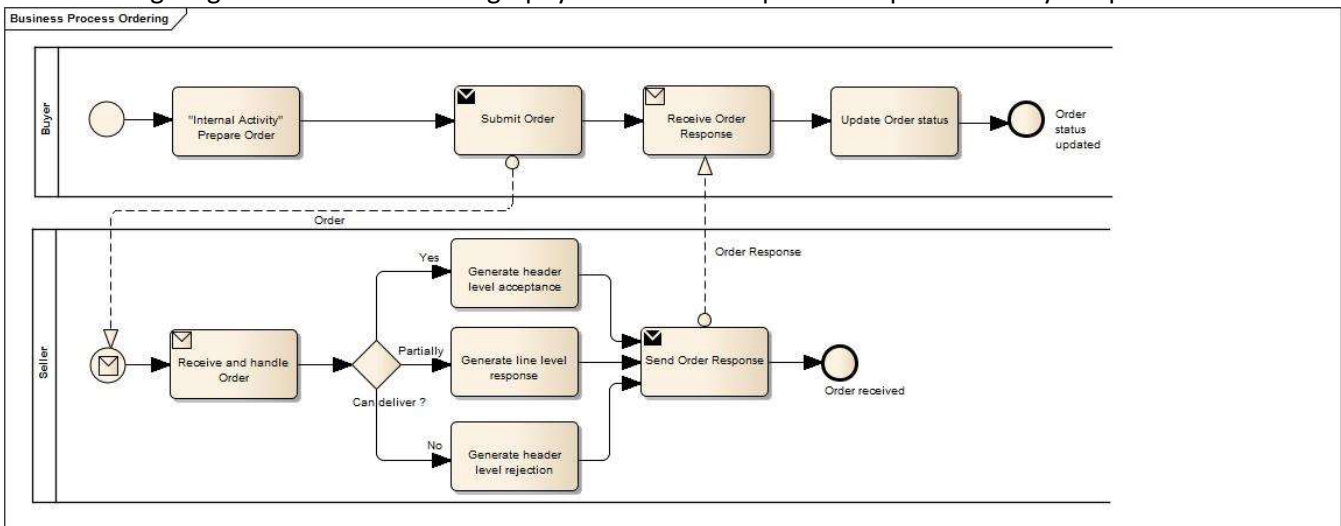 Business Process Ordering
Buyer
"Internal Activity"
Prepare Order
Submit Order
Receive Order
Response
Update Order status
Order
status
updated
Order
Seller
Receive and handle
Order
Can deliver ?
Yes
Generate header
level acceptance
Partially
Generate line level
response
No
Generate header
level rejection
Send Order Response
Order Response
Order received